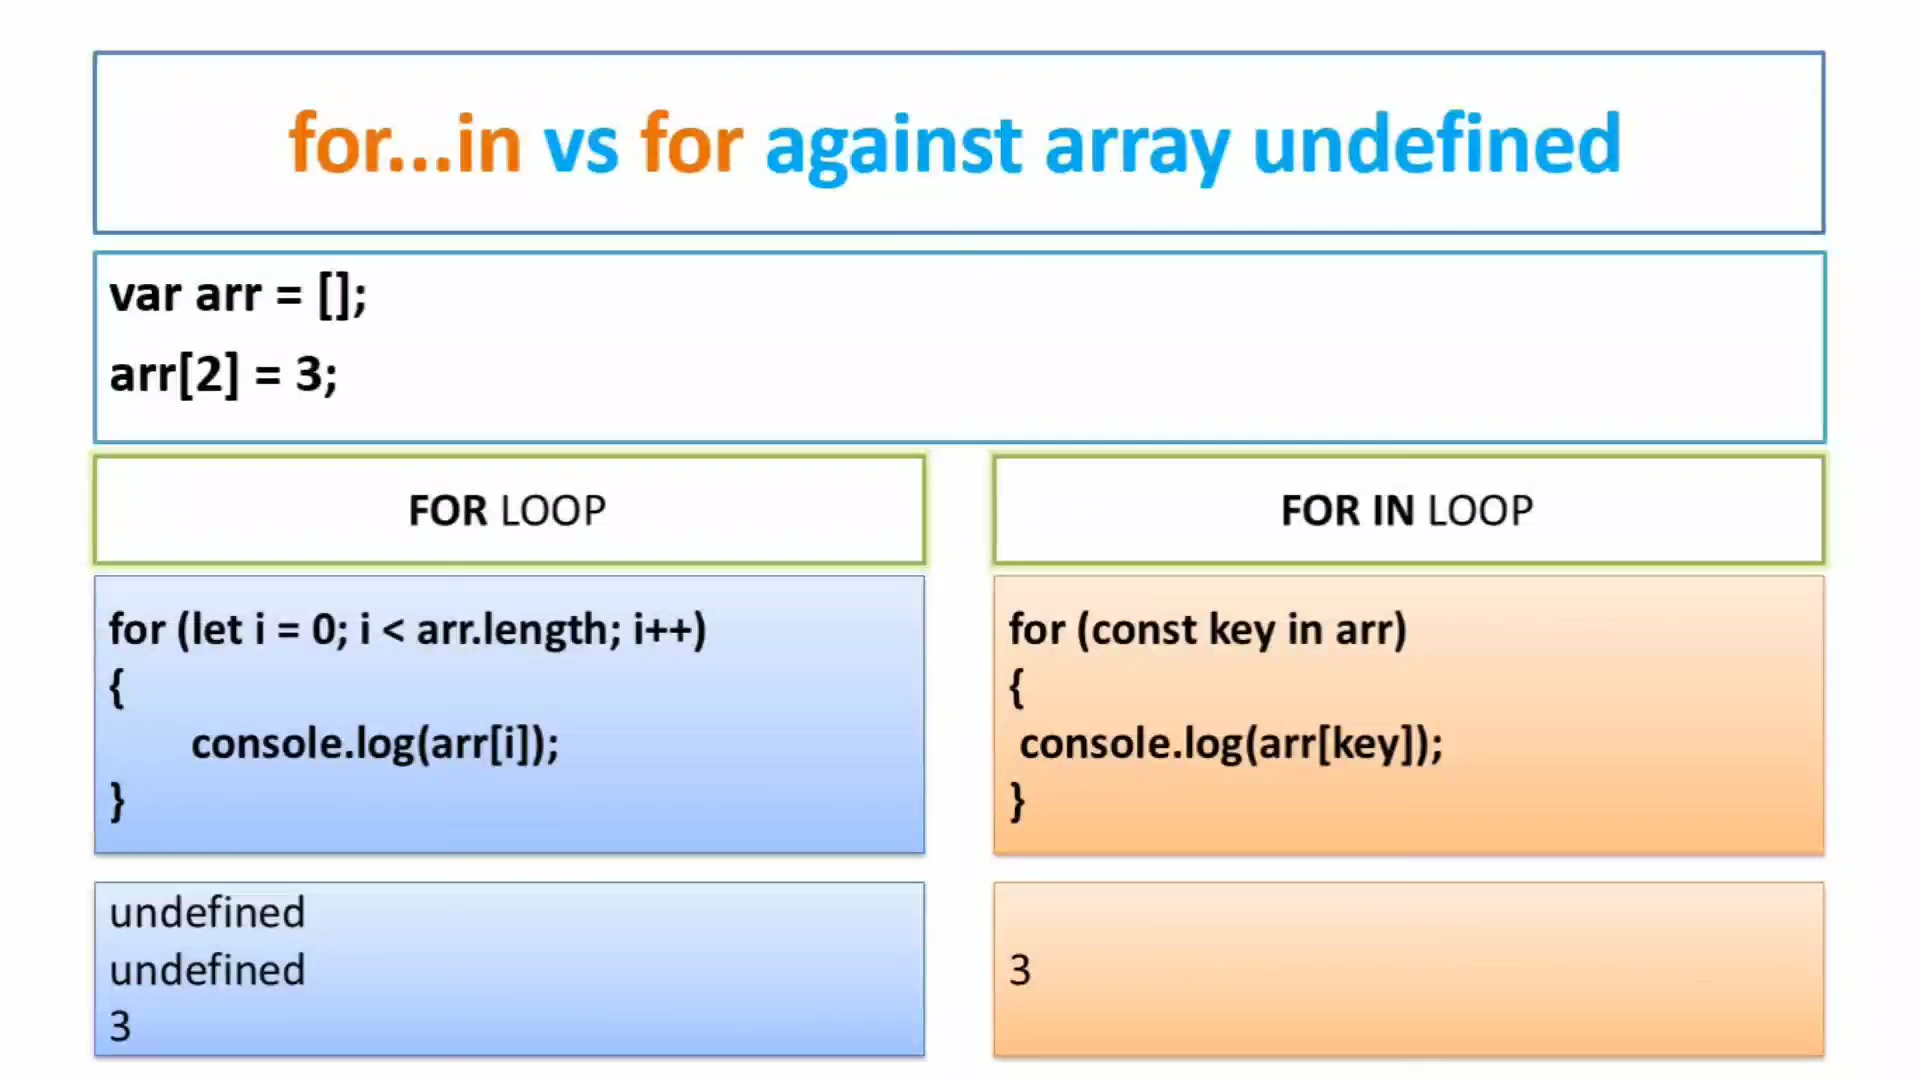 for...in vs for against array undefined
var arr = [];
arr[2] = 3;
FOR LOOP
for (let i = 0; i < arr.length; i++)
{
console.log(arr[i]);
}
undefined
undefined
3
FOR IN LOOP
for (const key in arr)
{
console.log(arr[key]);
}
3